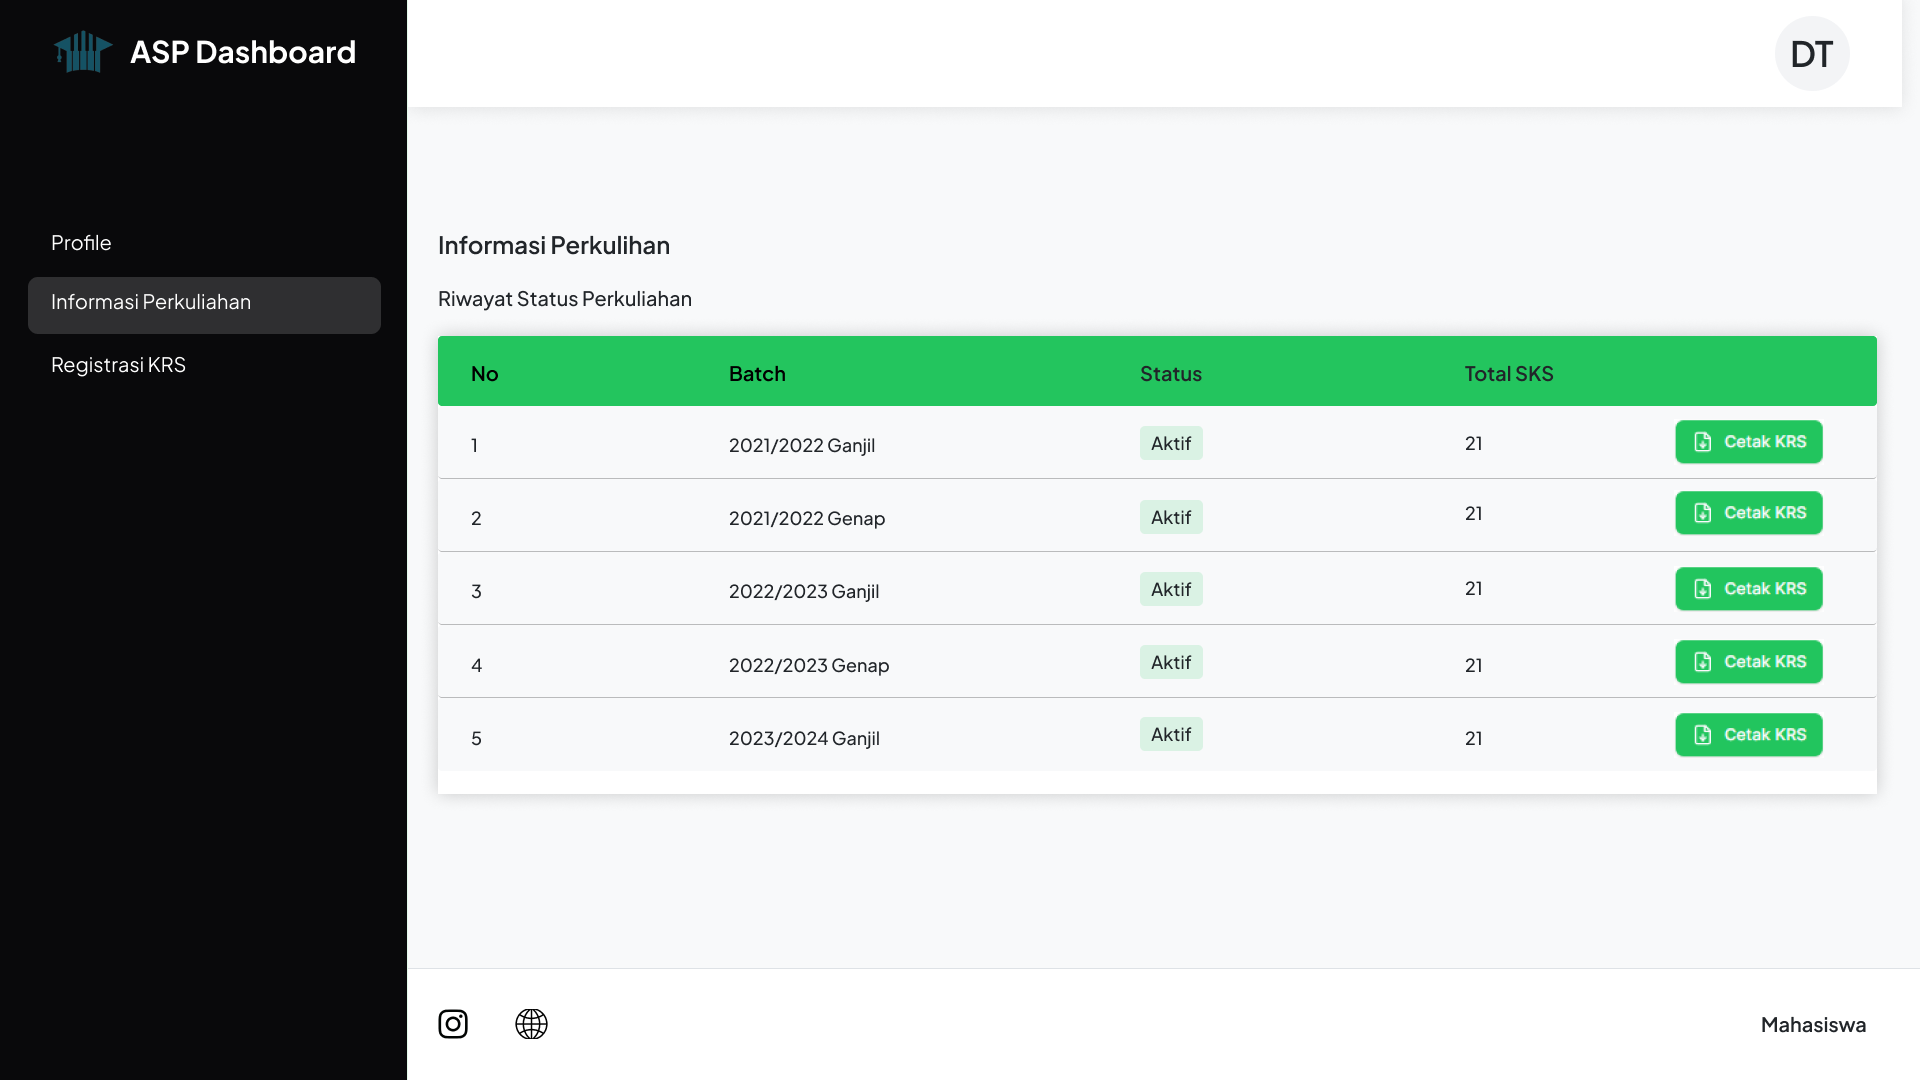 ASP Dashboard
DT
Profile
Informasi Perkuliahan
Registrasi KRS
Informasi Perkulihan
Riwayat Status Perkuliahan
No Batch Status Total SKS
1 2021/2022 Ganjil Aktif 21 Cetak KRS
2 2021/2022 Genap Aktif 21 Cetak KRS
3 2022/2023 Ganjil Aktif 21 Cetak KRS
4 2022/2023 Genap Aktif 21 Cetak KRS
5 2023/2024 Ganjil Aktif 21 Cetak KRS
Mahasiswa